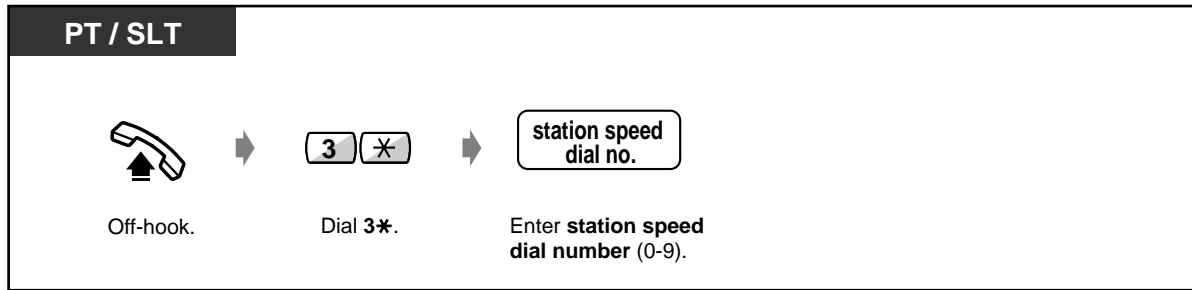 PT / SLT
3 ✱
station speed
dial no.
Off-hook.
Dial 3✱.
Enter station speed
dial number (0-9).